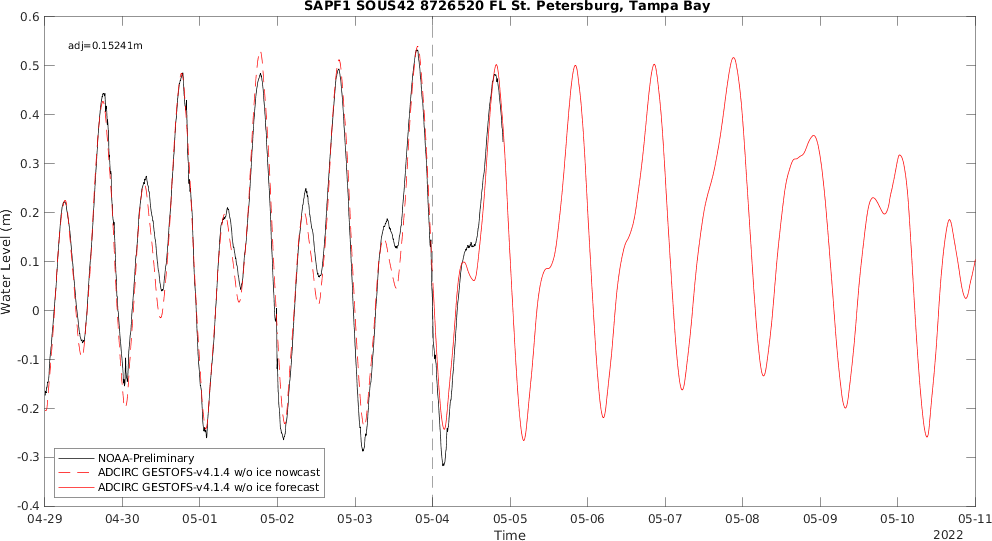 SAPF1 SOUS42 8726520 FL St. Petersburg, Tampa Bay
adj=0.15241m
0.6
0.5
0.4
0.3
0.2
0.1
0
-0.1
-0.2
-0.3
-0.4
Water Level (m)
NOAA-Preliminary
ADCIRC GESTOFS-v4.1.4 w/o ice nowcast
ADCIRC GESTOFS-v4.1.4 w/o ice forecast
04-29 04-30 05-01 05-02 05-03 05-04 05-05 05-06 05-07 05-08 05-09 05-10 05-11
Time
2022